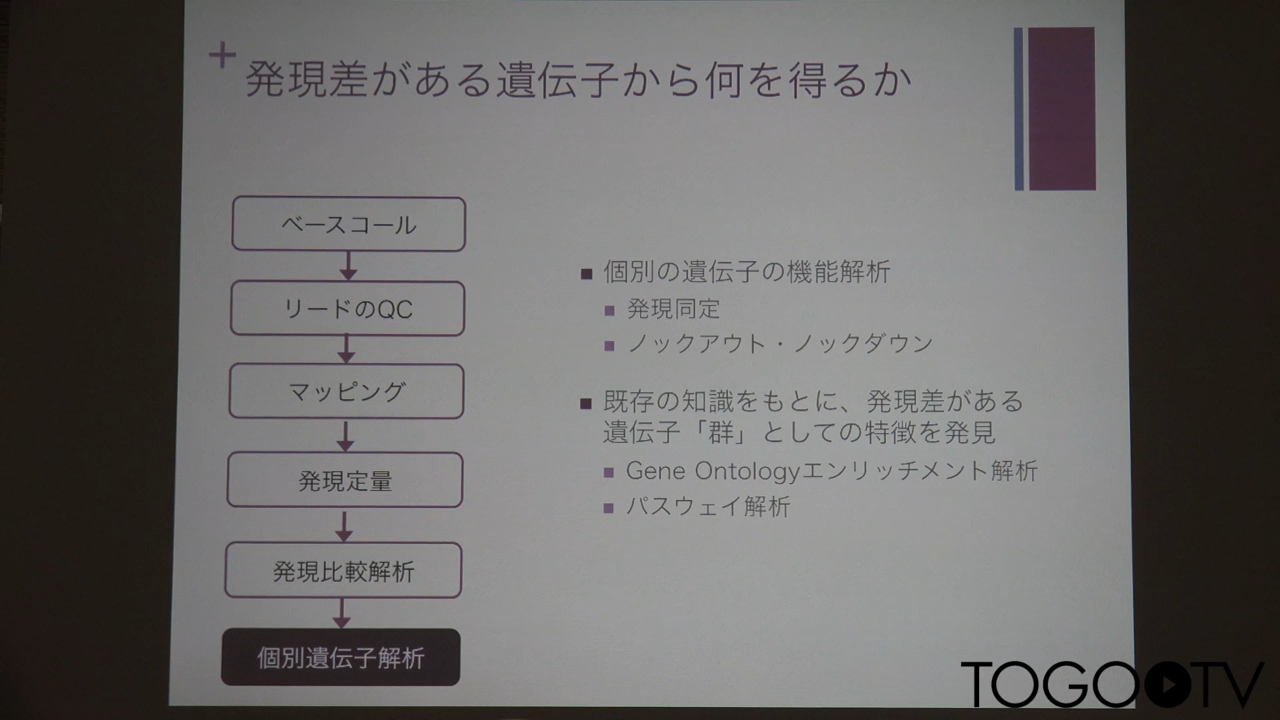 + 発現差がある遺伝子から何を得るか
ベースコール
リードのQC
マッピング
発現定量
発現比較解析
個別遺伝子解析
■ 個別の遺伝子の機能解析
■ 発現同定
■ ノックアウト・ノックダウン
■ 既存の知識をもとに、発現差がある
遺伝子「群」としての特徴を発見
■ Gene Ontologyエンリッチメント解析
■ パスウェイ解析
TOGOTV